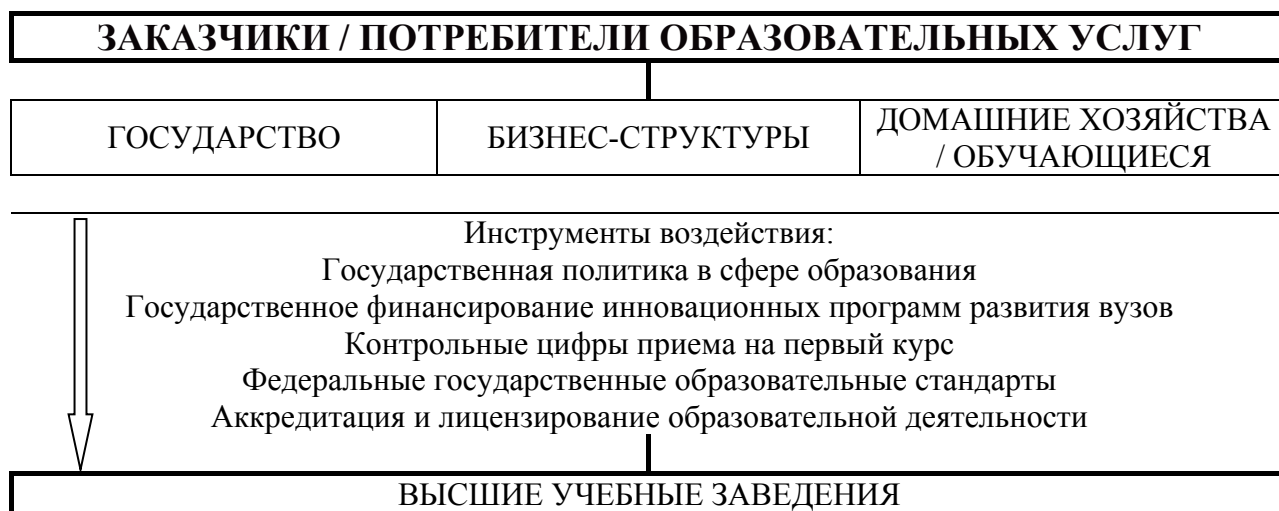 ЗАКАЗЧИКИ / ПОТРЕБИТЕЛИ ОБРАЗОВАТЕЛЬНЫХ УСЛУГ
ГОСУДАРСТВО
БИЗНЕС-СТРУКТУРЫ
ДОМАШНИЕ ХОЗЯЙСТВА
/ ОБУЧАЮЩИЕСЯ
Инструменты воздействия:
Государственная политика в сфере образования
Государственное финансирование инновационных программ развития вузов
Контрольные цифры приема на первый курс
Федеральные государственные образовательные стандарты
Аккредитация и лицензирование образовательной деятельности
ВЫСШИЕ УЧЕБНЫЕ ЗАВЕДЕНИЯ